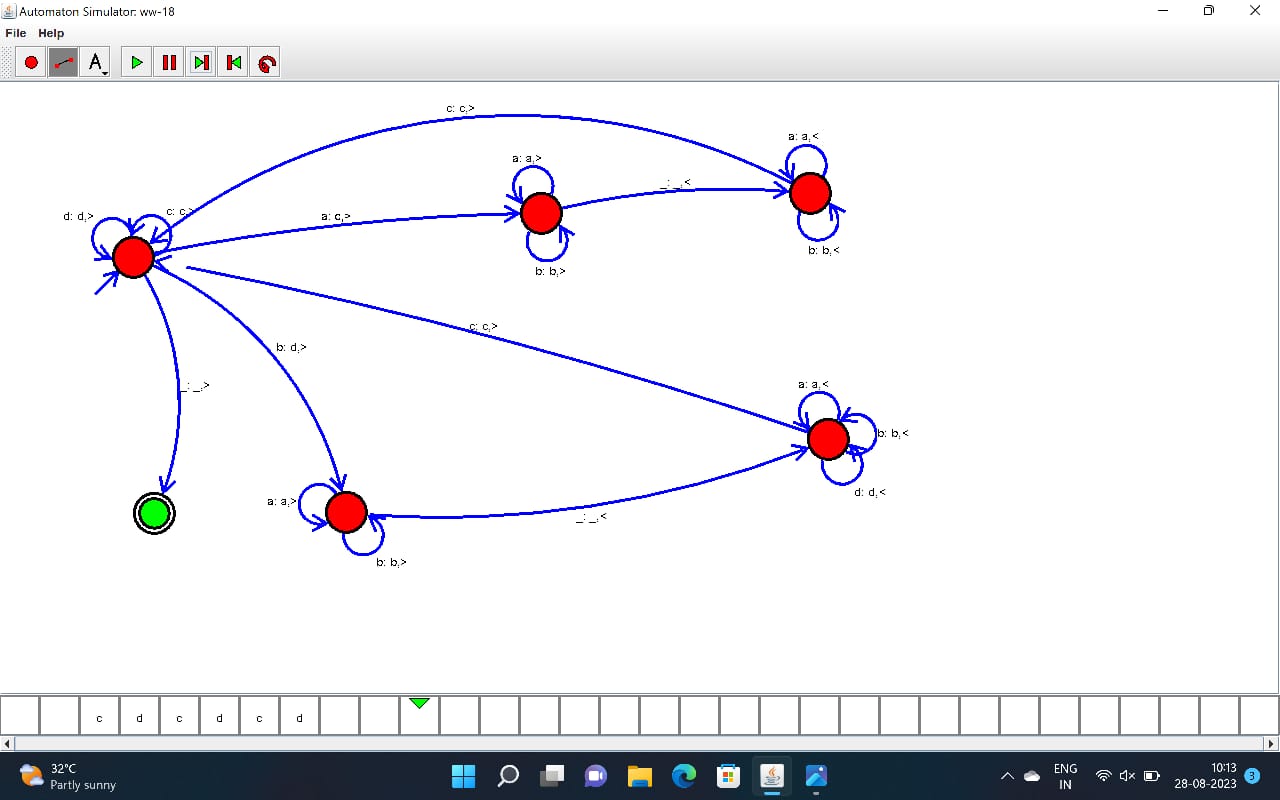 Automaton Simulator: ww-18
File Help
A
c: c,>
a: a,<
a: a,>
_: _,<
d: d,> c: c,>
a: c,>
b: b,<
b: b,>
c: c,>
b: d,>
_: _,>
a: a,<
b: b,<
d: d,<
a: a,>
_: _,<
b: b,>
c d c d c d
32°C
Partly sunny
ENG
IN
10:13
28-08-2023
3